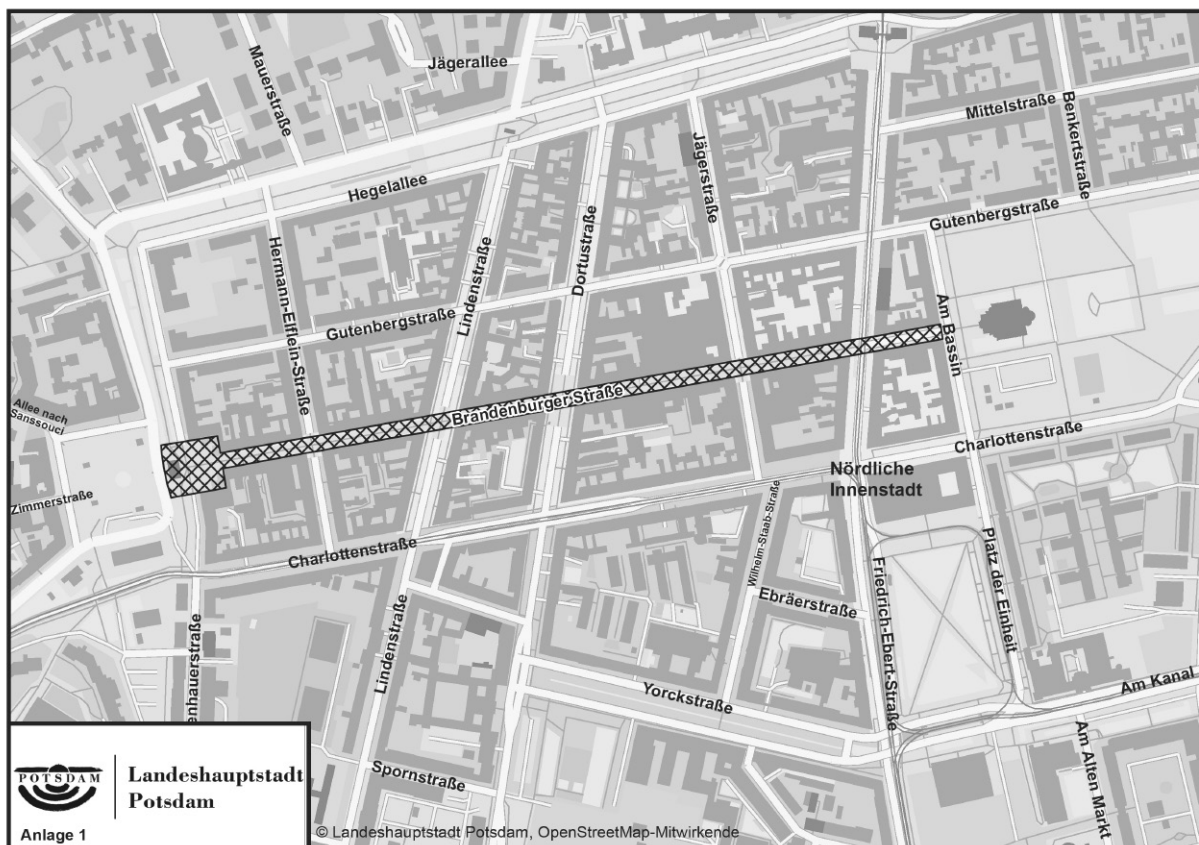 Jägerallee
Mauerstraße
Mittelstraße
Benkertstraße
Jägerstraße
Hegelallee
Gutenbergstraße
Hermann-Elflein-Straße
Lindenstraße
Dortustraße
Gutenbergstraße
Am Bassin
Brandenburger Straße
Allee nach
Sanssouci
Charlottenstraße
Nördliche
Innenstadt
Zimmerstraße
Wilhelm-Staab-Straße
Charlottenstraße
Platz der Einheit
Friedrich-Ebert-Straße
Ebräerstraße
Lindenstraße
enhauerstraße
Yorckstraße
Am Kanal
Am Alten Markt
Spornstraße
POTSDAM
Landeshauptstadt
Potsdam
Anlage 1
© Landeshauptstadt Potsdam, OpenStreetMap-Mitwirkende